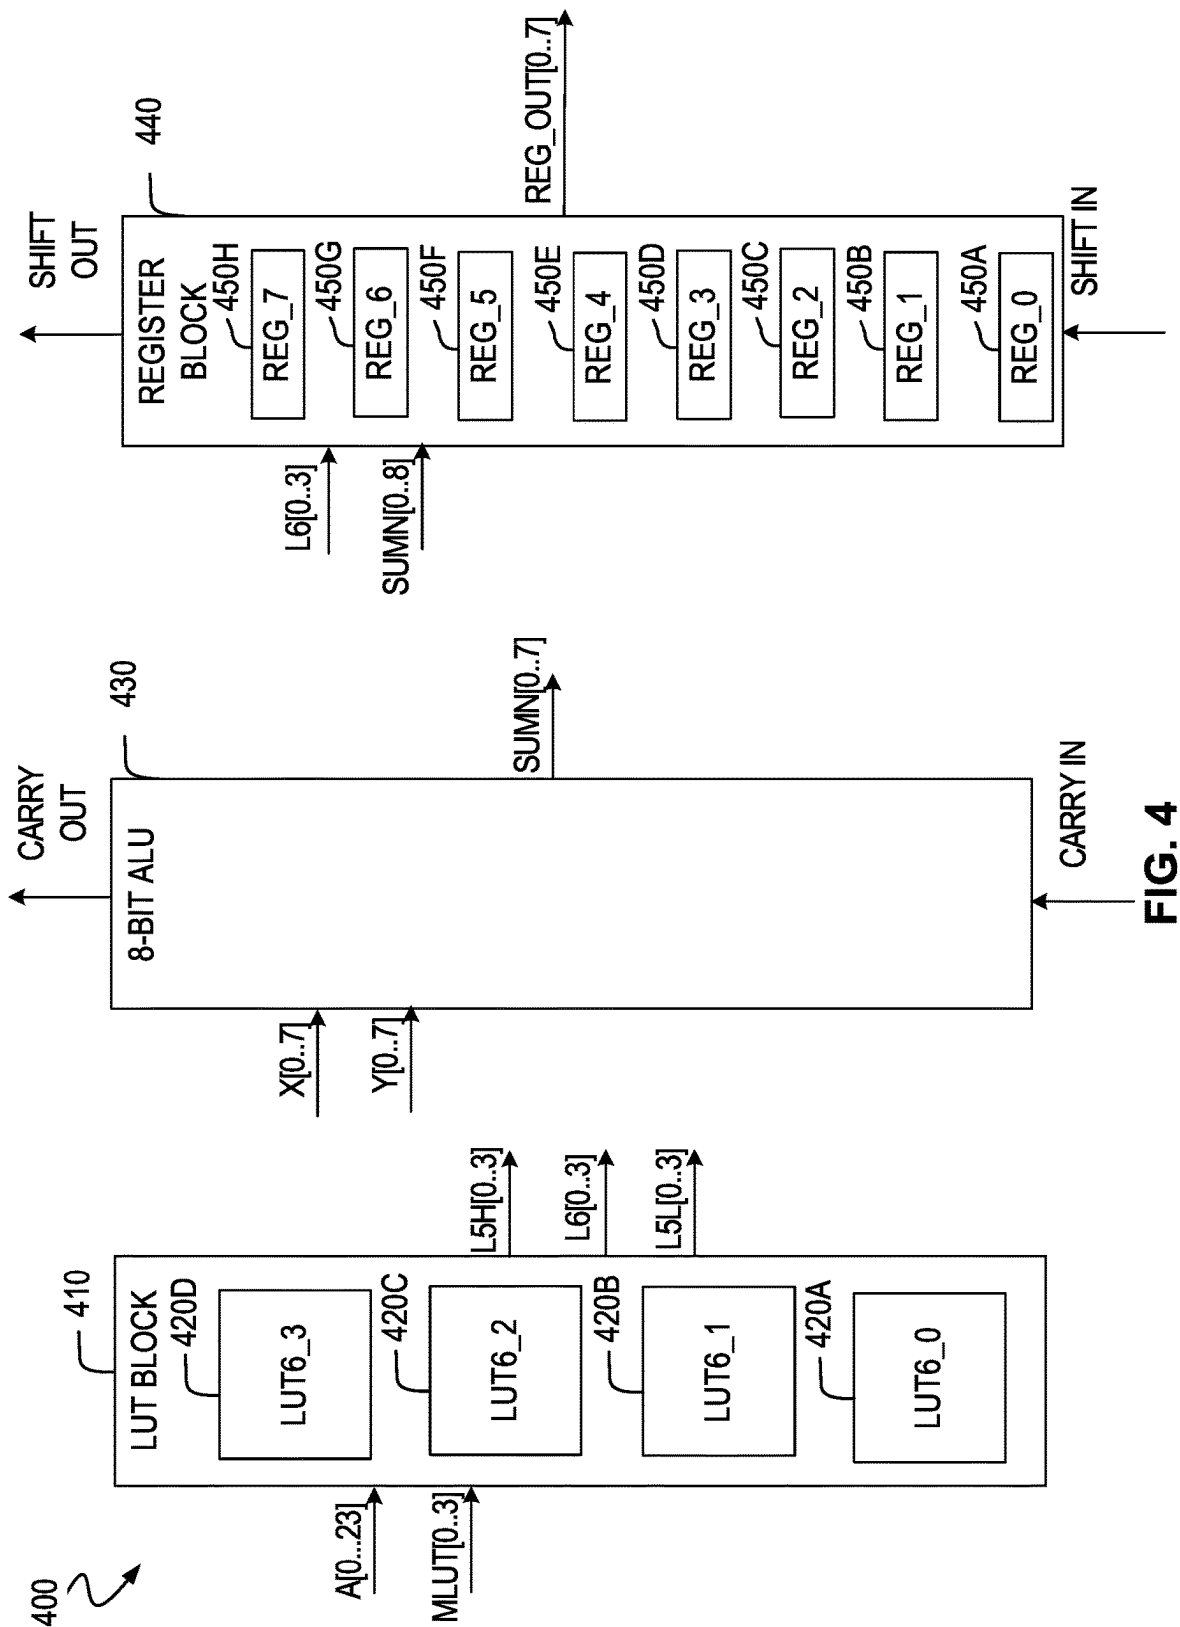 400
410
LUT BLOCK
420D
LUT6_3
420C
LUT6_2
420B
LUT6_1
420A
LUT6_0
A[0...23]
MLUT[0..3]
L5H[0..3]
L6[0..3]
L5L[0..3]
CARRY
OUT
430
8-BIT ALU
X[0..7]
Y[0..7]
SUMN[0..7]
CARRY IN
SHIFT
OUT
440
REGISTER
BLOCK
450H
REG_7
450G
REG_6
450F
REG_5
450E
REG_4
450D
REG_3
450C
REG_2
450B
REG_1
450A
REG_0
L6[0..3]
SUMN[0..8]
REG_OUT[0..7]
SHIFT IN
FIG. 4